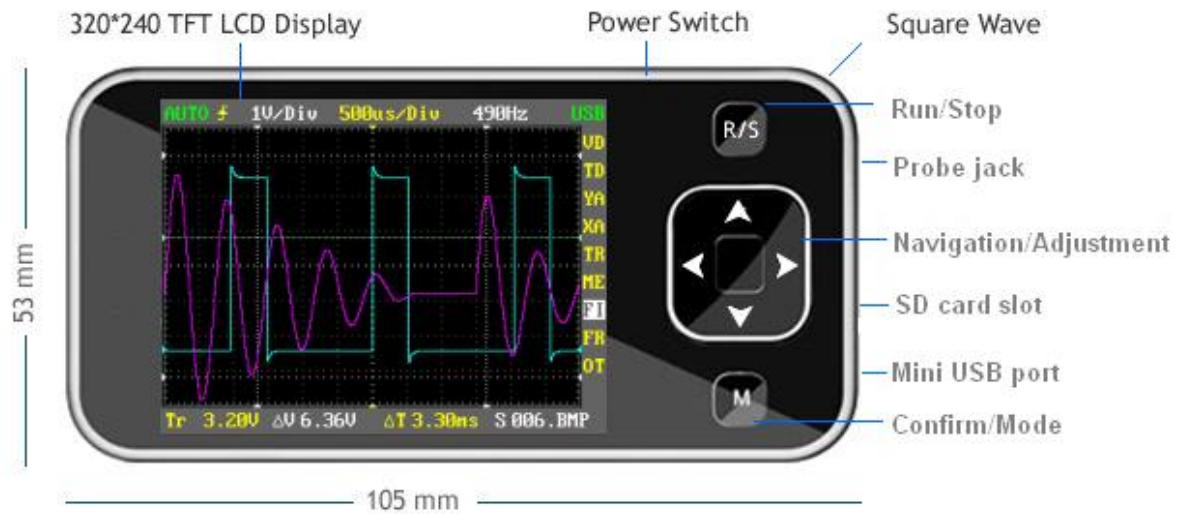 320*240 TFT LCD Display
Power Switch
Square Wave
AUTO 1V/Div 500us/Div 490Hz USB
R/S
Run/Stop
VD
TD
YA
XA
TR
ME
FI
FR
OT
Probe jack
Navigation/Adjustment
53 mm
SD card slot
Mini USB port
M
Confirm/Mode
Tr 3.20V △V 6.36V △T 3.30ms S 006.BMP
105 mm